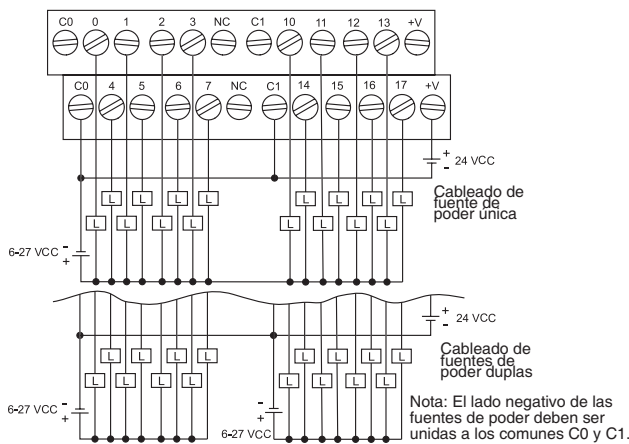 C0 0 1 2 3 NC C1 10 11 12 13 +V
C0 4 5 6 7 NC C1 14 15 16 17 +V
+
-
24 VCC
L L L L L L L L
Cableado de
fuente de
poder única
L L L L L L L L
6-27 VCC
-
+
+
-
24 VCC
Cableado de
fuentes de
poder duplas
L L L L L L L L
L L L L L L L L
6-27 VCC
-
+
6-27 VCC
-
+
Nota: El lado negativo de las
fuentes de poder deben ser
unidas a los comunes C0 y C1.